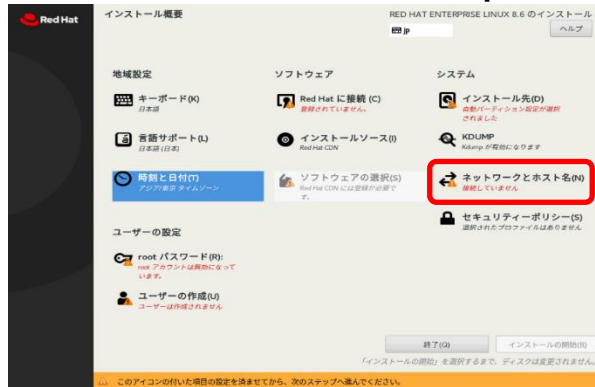 Red Hat
インストール概要
RED HAT ENTERPRISE LINUX 8.6 のインストール
jp
ヘルプ
地域設定
ソフトウェア
システム
キーボード(K)
日本語
Red Hat に接続 (C)
登録されていません。
インストール先(D)
自動パーティション設定が選択
されました
言語サポート(L)
日本語 (日本)
インストールソース(I)
Red Hat CDN
KDUMP
Kdump が有効になります
時刻と日付(T)
アジア/東京 タイムゾーン
ソフトウェアの選択(S)
Red Hat CDN には登録が必要で
す。
ネットワークとホスト名(N)
接続していません
セキュリティーポリシー(S)
選択されたプロファイルはありません
ユーザーの設定
root パスワード(R):
root アカウントは無効になって
います。
ユーザーの作成(U)
ユーザーは作成されません
終了(Q)
インストールの開始(B)
「インストールの開始」を選択するまで、ディスクは変更されません。
このアイコンの付いた項目の設定を済ませてから、次のステップへ進んでください。